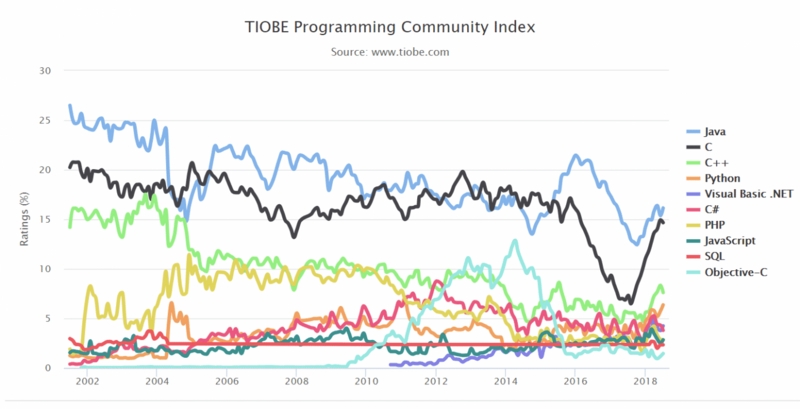 TIOBE Programming Community Index
Source: www.tiobe.com
Ratings (%)
30
25
20
15
10
5
0
2002 2004 2006 2008 2010 2012 2014 2016 2018
Java
C
C++
Python
Visual Basic .NET
C#
PHP
JavaScript
SQL
Objective-C